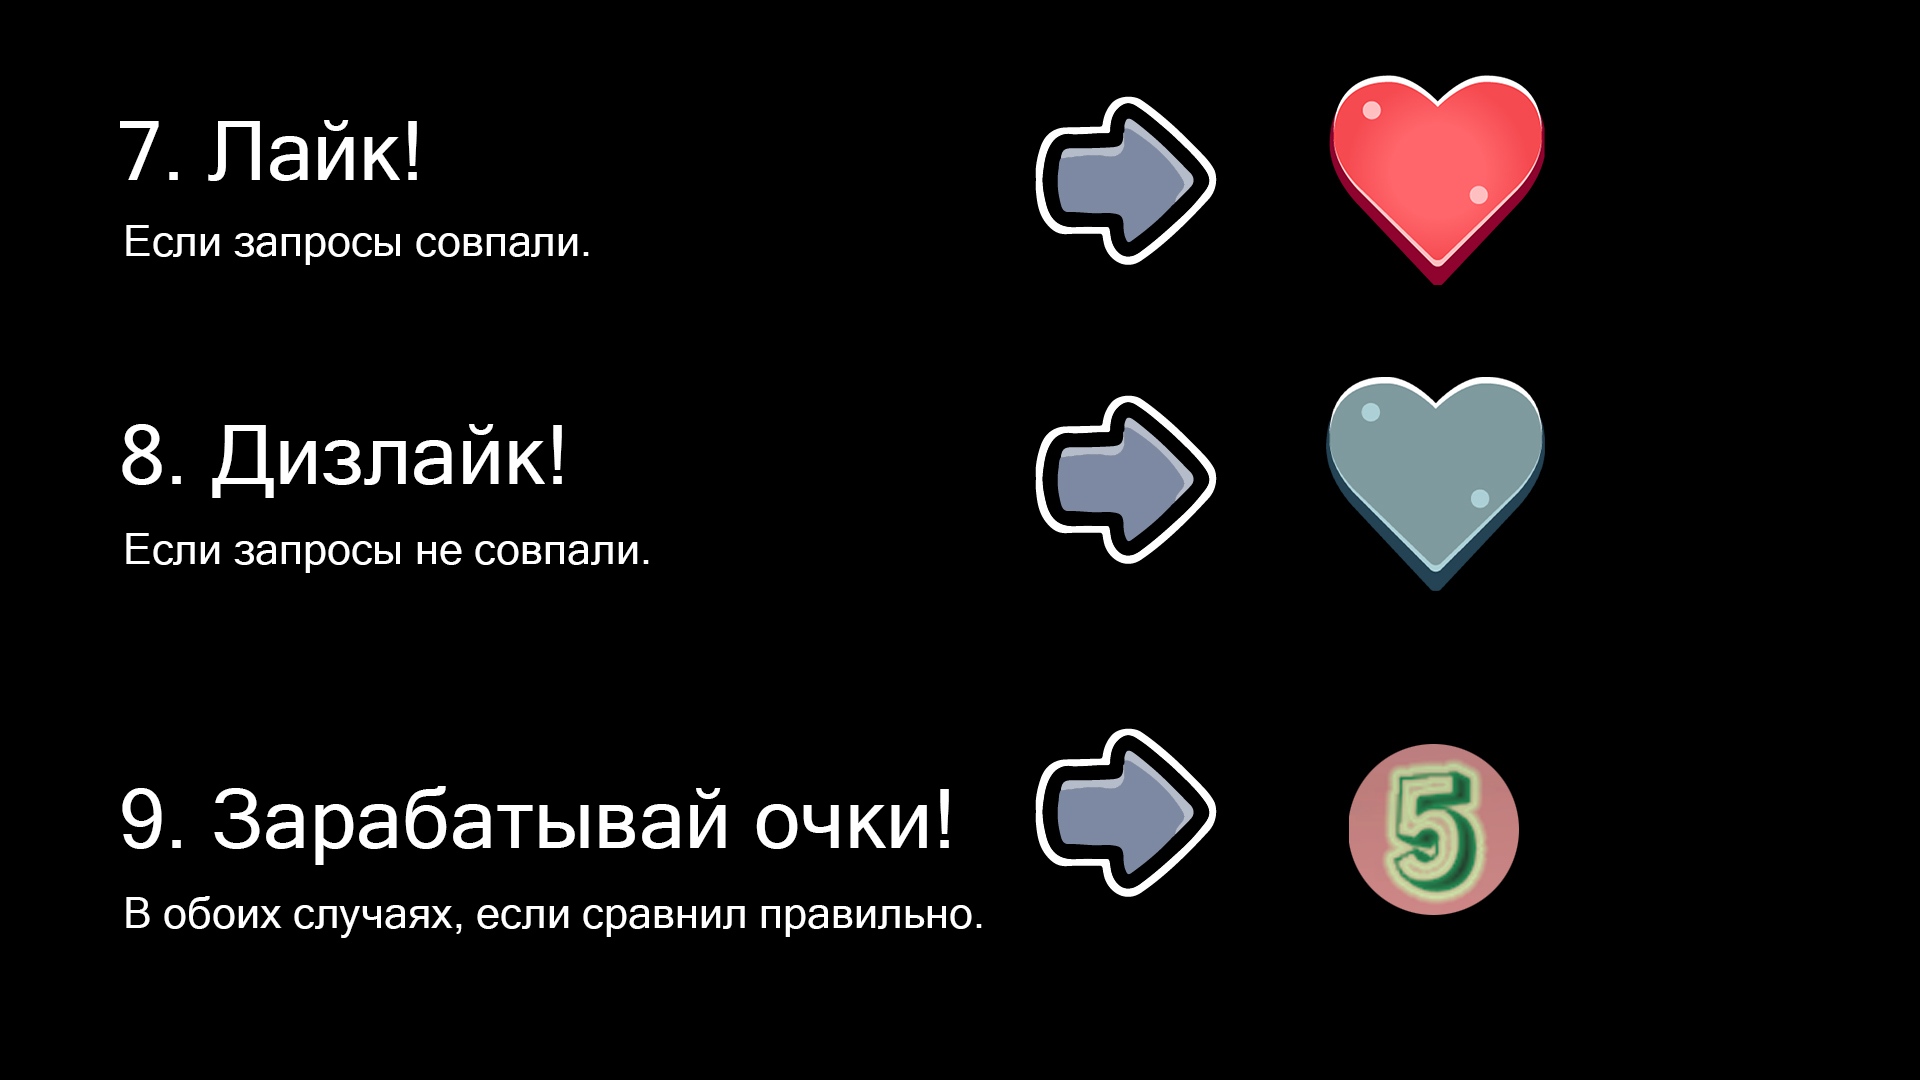 7. Лайк!
Если запросы совпали.
8. Дизлайк!
Если запросы не совпали.
9. Зарабатывай очки!
В обоих случаях, если сравнил правильно.
5